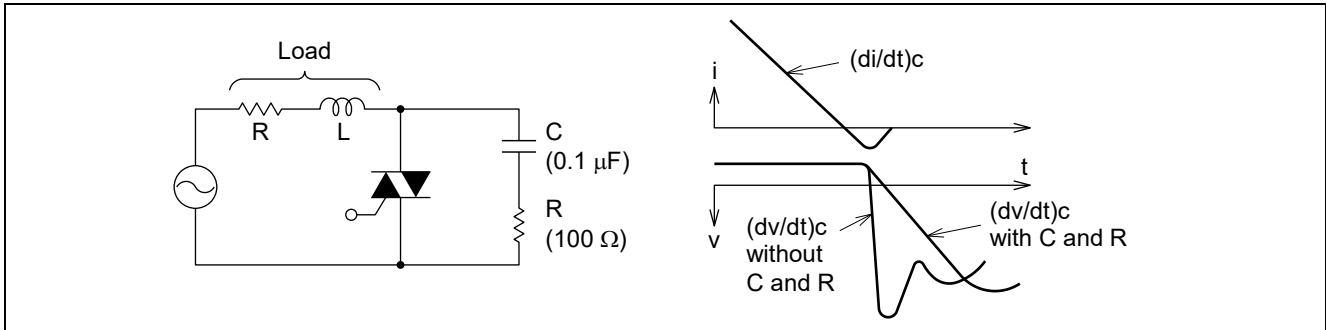 Load
R
L
C
(0.1 μF)
R
(100 Ω)
i
(di/dt)c
t
v
(dv/dt)c
without
C and R
(dv/dt)c
with C and R